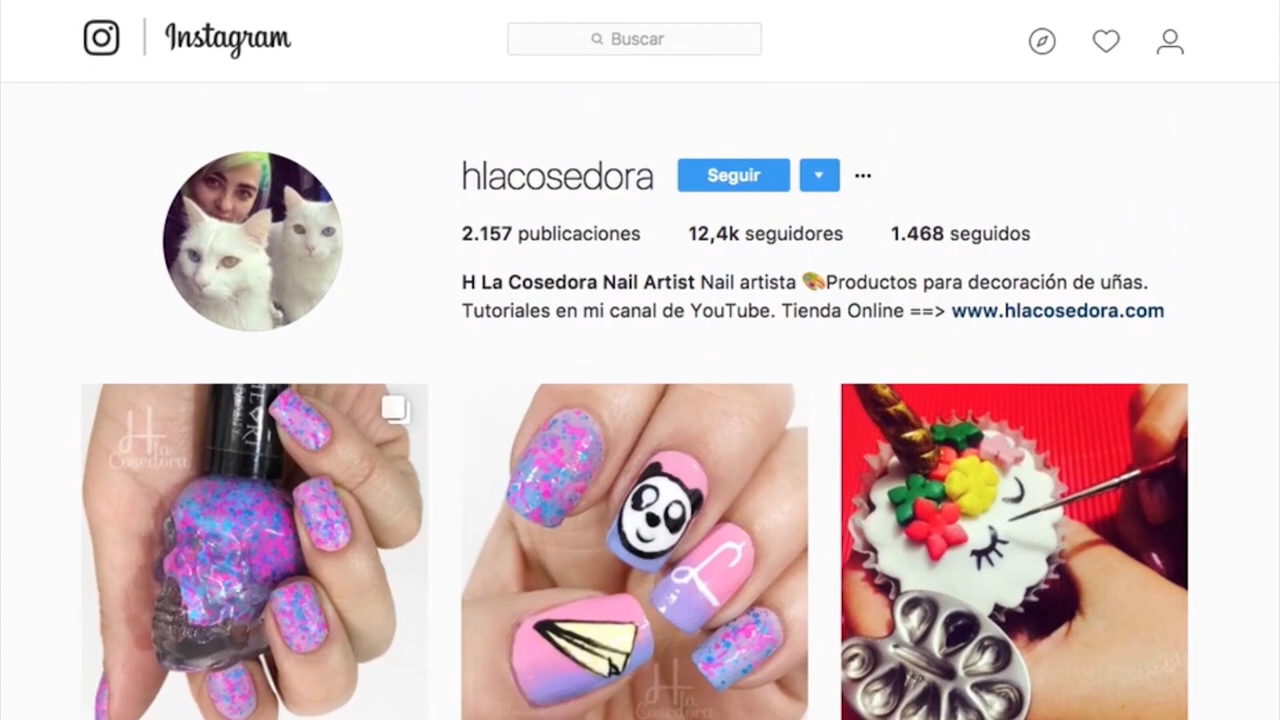 Instagram
Buscar
hlacosedora Seguir
2.157 publicaciones 12,4k seguidores 1.468 seguidos
H La Cosedora Nail Artist Nail artista 🎨Productos para decoración de uñas.
Tutoriales en mi canal de YouTube. Tienda Online ==> www.hlacosedora.com
H
la
Cosedora
H
la
Cosedora